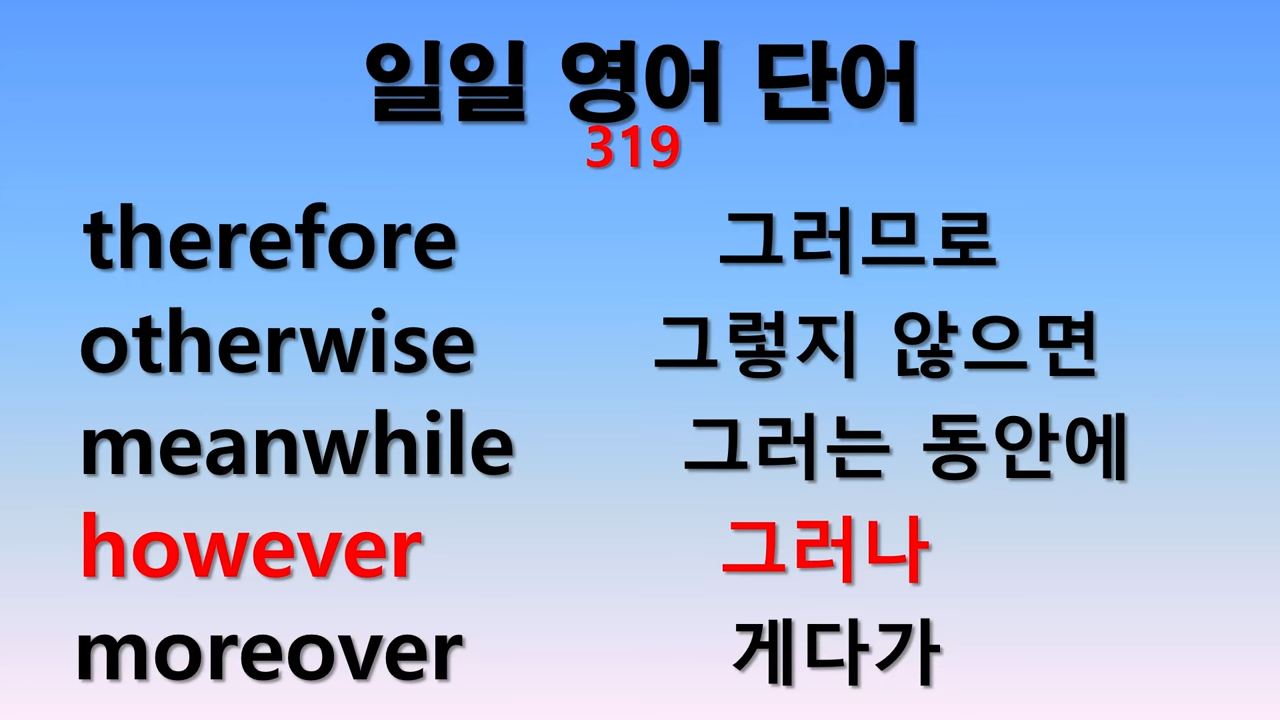 일일 영어 단어
319
therefore 그러므로
otherwise 그렇지 않으면
meanwhile 그러는 동안에
however 그러나
moreover 게다가